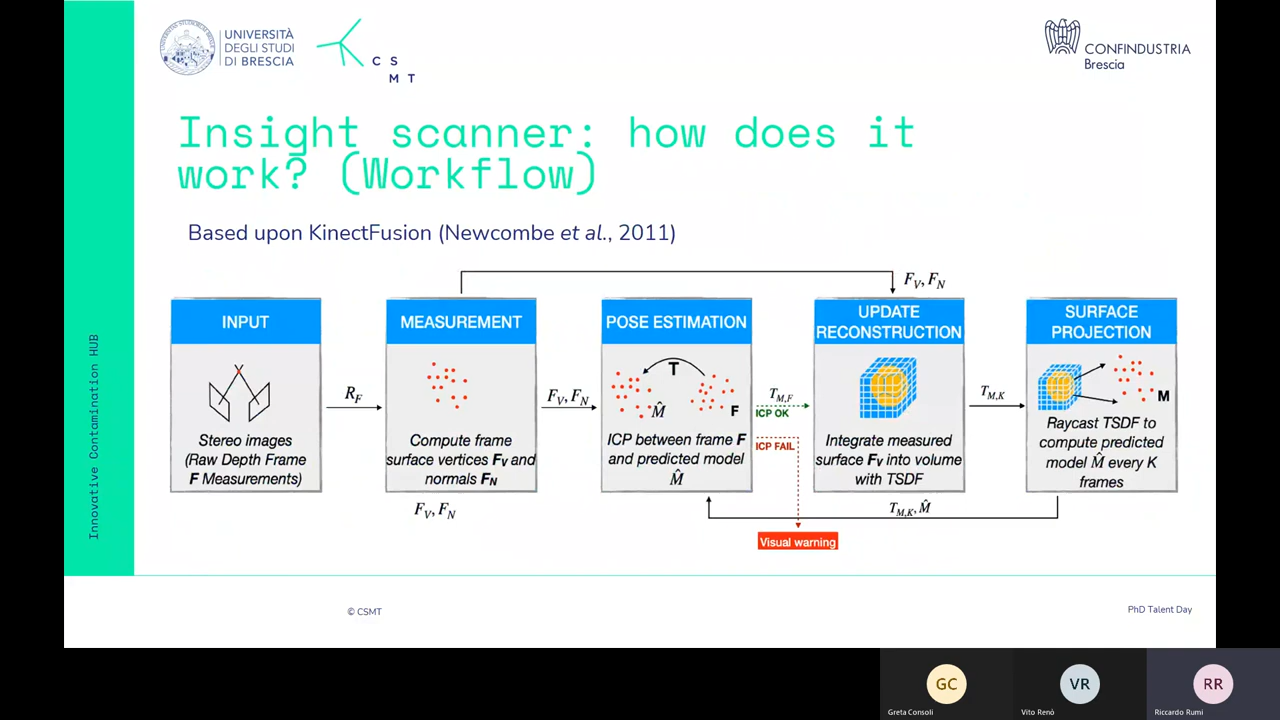 UNIVERSITÀ
DEGLI STUDI
DI BRESCIA
C S
M T
CONFINDUSTRIA
Brescia
Insight scanner: how does it
work? (Workflow)
Based upon KinectFusion (Newcombe et al., 2011)
F_V, F_N
INPUT
Stereo images
(Raw Depth Frame
F Measurements)
R_F
MEASUREMENT
Compute frame
surface vertices F_V and
normals F_N
F_V, F_N
F_V, F_N
POSE ESTIMATION
T
M̂
F
ICP between frame F
and predicted model
M̂
T_{M,F}
ICP OK
ICP FAIL
Visual warning
UPDATE
RECONSTRUCTION
Integrate measured
surface F_V into volume
with TSDF
T_{M,K}
SURFACE
PROJECTION
M
Raycast TSDF to
compute predicted
model M̂ every K
frames
T_{M,K}, M̂
Innovative Contamination HUB
© CSMT
PhD Talent Day
GC
Greta Consoli
VR
Vito Renò
RR
Riccardo Rumi